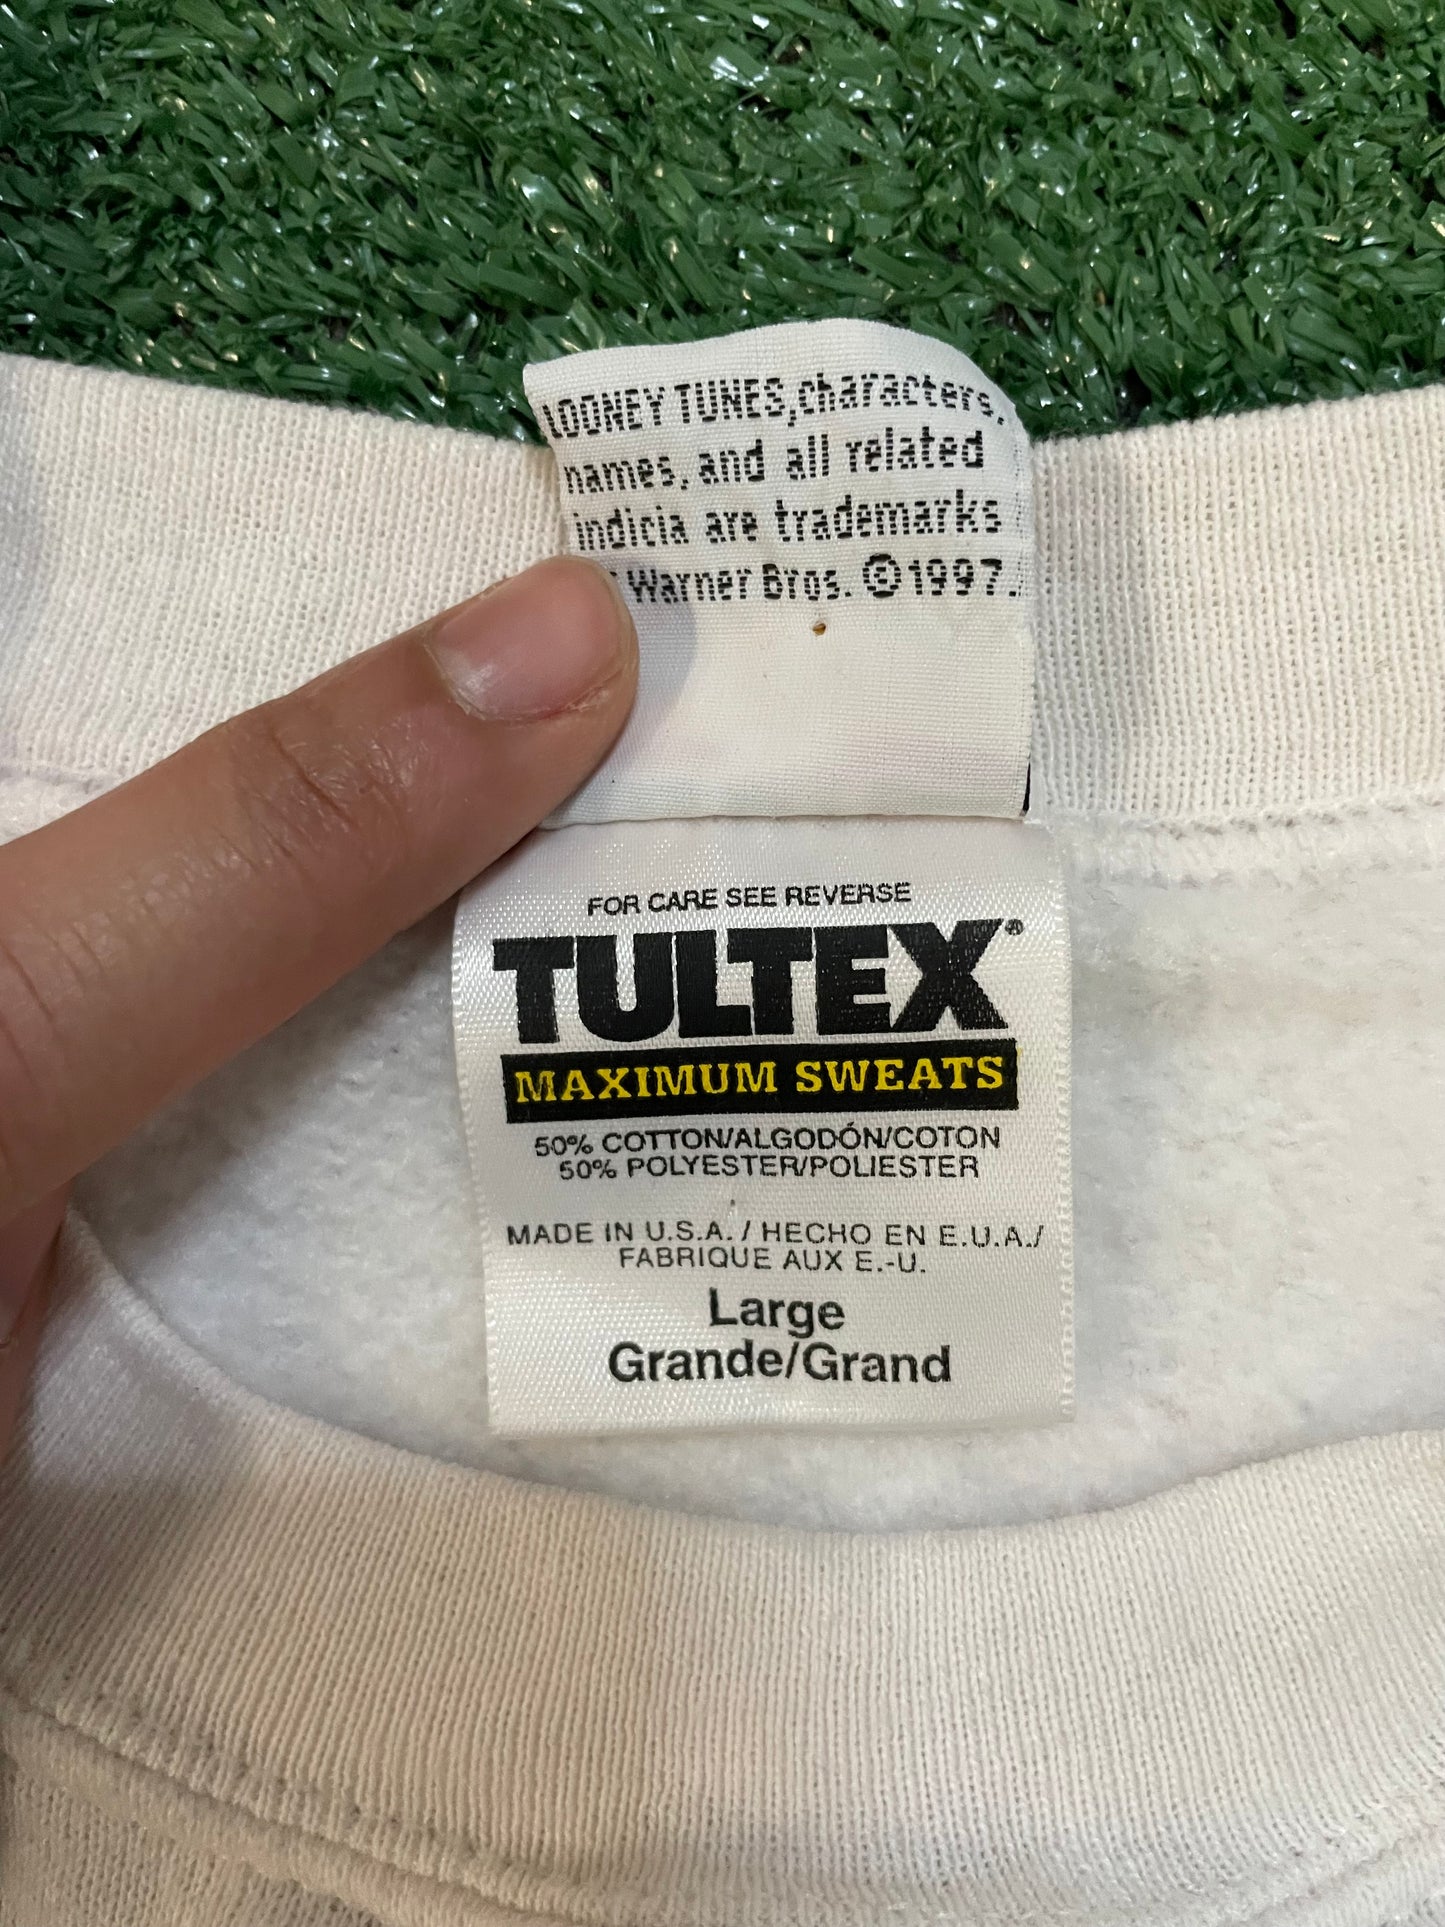 LOONEY TUNES, characters,
names, and all related
indicia are trademarks
Warner Bros. ©1997.
FOR CARE SEE REVERSE
TULTEX®
MAXIMUM SWEATS
50% COTTON/ALGODÓN/COTON
50% POLYESTER/POLIESTER
MADE IN U.S.A. / HECHO EN E.U.A./
FABRIQUE AUX E.-U.
Large
Grande/Grand